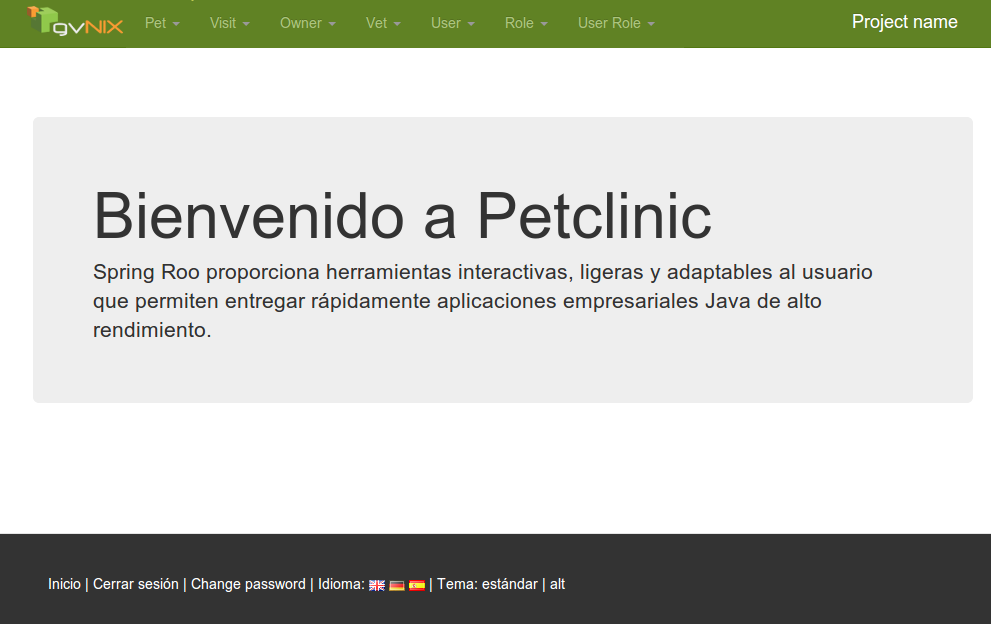 gvNIX Pet Visit Owner Vet User Role User Role Project name
Bienvenido a Petclinic
Spring Roo proporciona herramientas interactivas, ligeras y adaptables al usuario
que permiten entregar rápidamente aplicaciones empresariales Java de alto
rendimiento.
Inicio | Cerrar sesión | Change password | Idioma: | Tema: estándar | alt